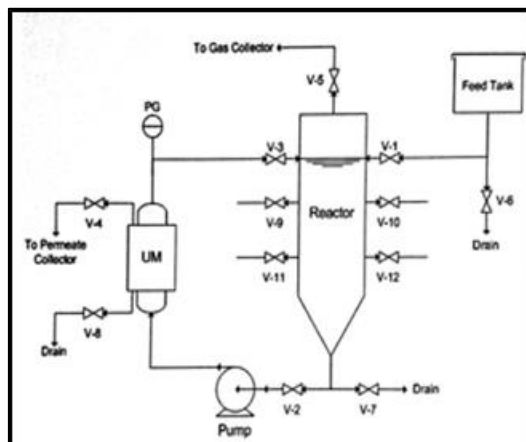 To Gas Collector
V-5
Feed Tank
PG
V-3
V-1
V-4
V-9
Reactor
V-10
V-6
Drain
To Permeate
Collector
UM
V-11
V-12
V-8
Drain
Pump
V-2
V-7
Drain